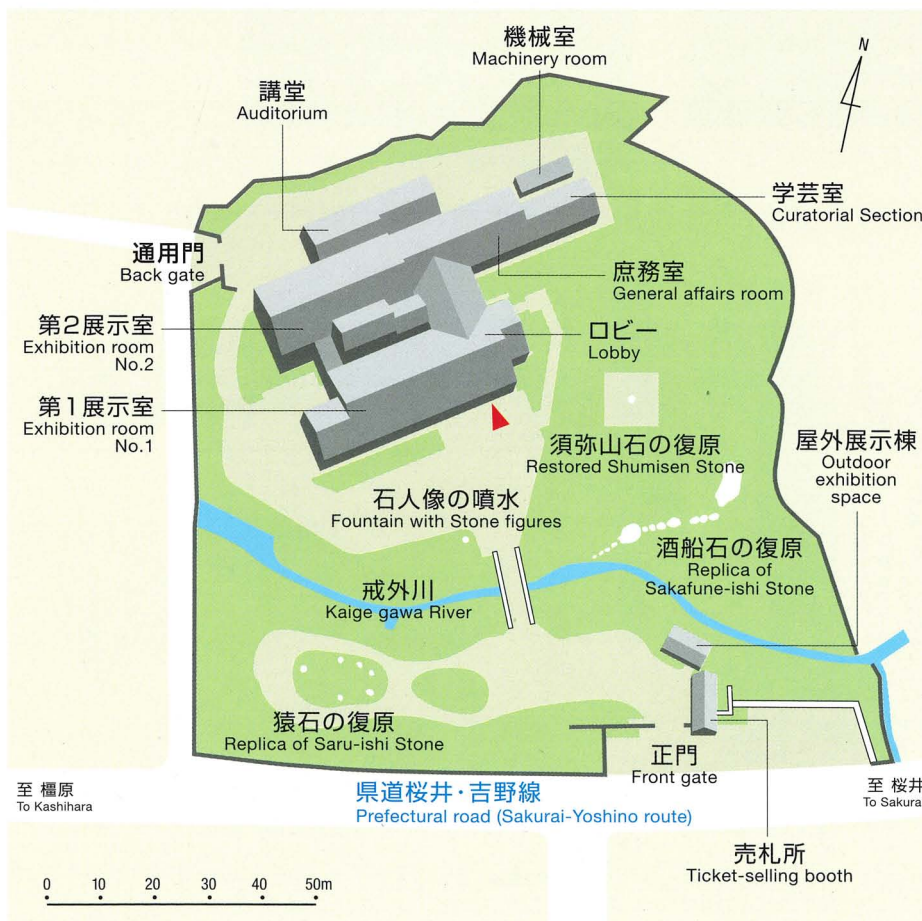 機械室
Machinery room
N
講堂
Auditorium
学芸室
Curatorial Section
通用門
Back gate
庶務室
General affairs room
第2展示室
Exhibition room
No.2
ロビー
Lobby
第1展示室
Exhibition room
No.1
須弥山石の復原
Restored Shumisen Stone
屋外展示棟
Outdoor
exhibition
space
石人像の噴水
Fountain with Stone figures
酒船石の復原
Replica of
Sakafune-ishi Stone
戒外川
Kaige gawa River
猿石の復原
Replica of Saru-ishi Stone
正門
Front gate
至 橿原
To Kashihara
県道桜井・吉野線
Prefectural road (Sakurai-Yoshino route)
至 桜井
To Sakurai
売札所
Ticket-selling booth
0 10 20 30 40 50m